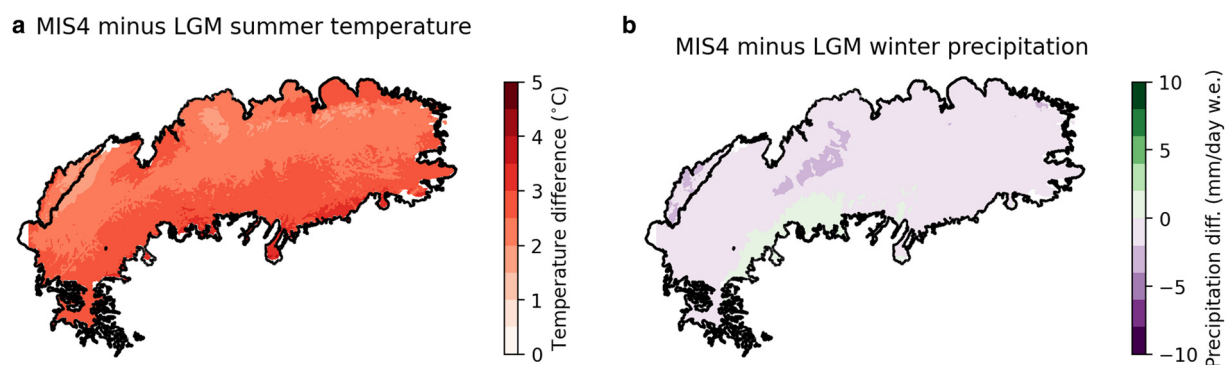 a MIS4 minus LGM summer temperature
5
4
3
2
1
0
Temperature difference (°C)
b
MIS4 minus LGM winter precipitation
10
5
0
−5
−10
Precipitation diff. (mm/day w.e.)